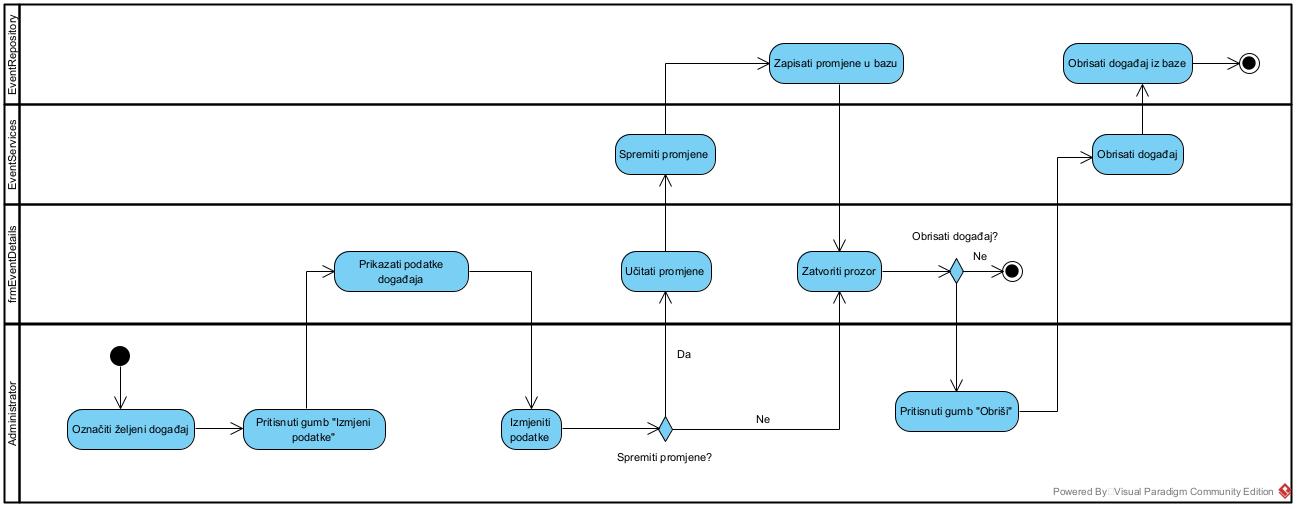 EventRepository
Zapisati promjene u bazu
Obrisati događaj iz baze
EventServices
Spremiti promjene
Obrisati događaj
frmEventDetails
Prikazati podatke
događaja
Učitati promjene
Zatvoriti prozor
Obrisati događaj?
Ne
Administrator
Označiti željeni događaj
Pritisnuti gumb "Izmjeni
podatke"
Izmjeniti
podatke
Da
Ne
Spremiti promjene?
Pritisnuti gumb "Obriši"
Powered By Visual Paradigm Community Edition